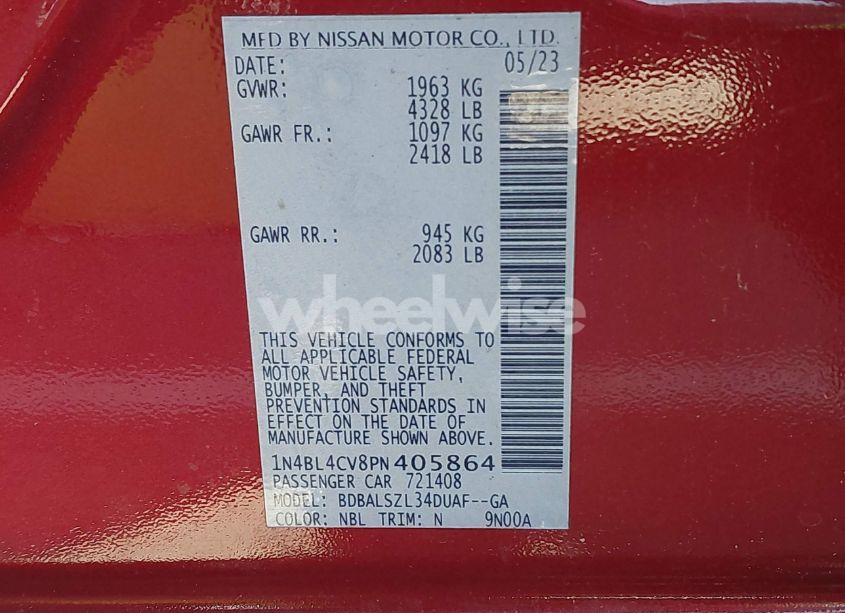 MFD BY NISSAN MOTOR CO., LTD.
DATE: 05/23
GVWR: 1963 KG
4328 LB
GAWR FR.: 1097 KG
2418 LB
GAWR RR.: 945 KG
2083 LB
wheelwise
THIS VEHICLE CONFORMS TO
ALL APPLICABLE FEDERAL
MOTOR VEHICLE SAFETY,
BUMPER, AND THEFT
PREVENTION STANDARDS IN
EFFECT ON THE DATE OF
MANUFACTURE SHOWN ABOVE.
1N4BL4CV8PN405864
PASSENGER CAR 721408
MODEL: BDBALSZL34DUAF--GA
COLOR: NBL TRIM: N 9N00A